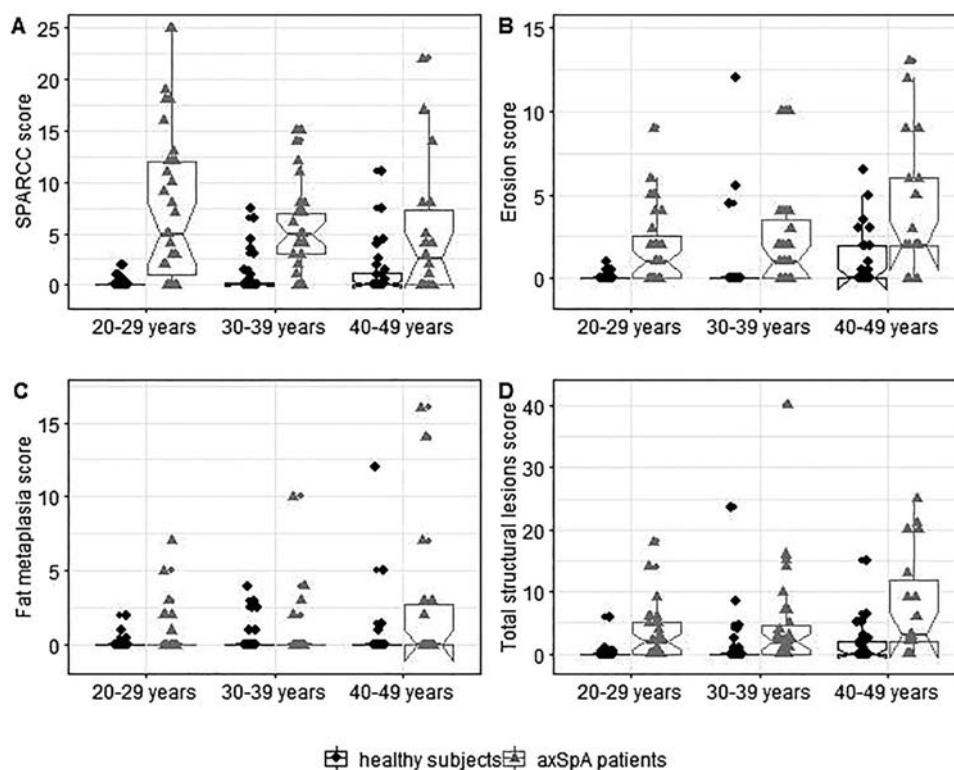 A
SPARCC score
25
20
15
10
5
0
20-29 years 30-39 years 40-49 years
B
Erosion score
15
10
5
0
20-29 years 30-39 years 40-49 years
C
Fat metaplasia score
15
10
5
0
20-29 years 30-39 years 40-49 years
D
Total structural lesions score
40
30
20
10
0
20-29 years 30-39 years 40-49 years
healthy subjects axSpA patients